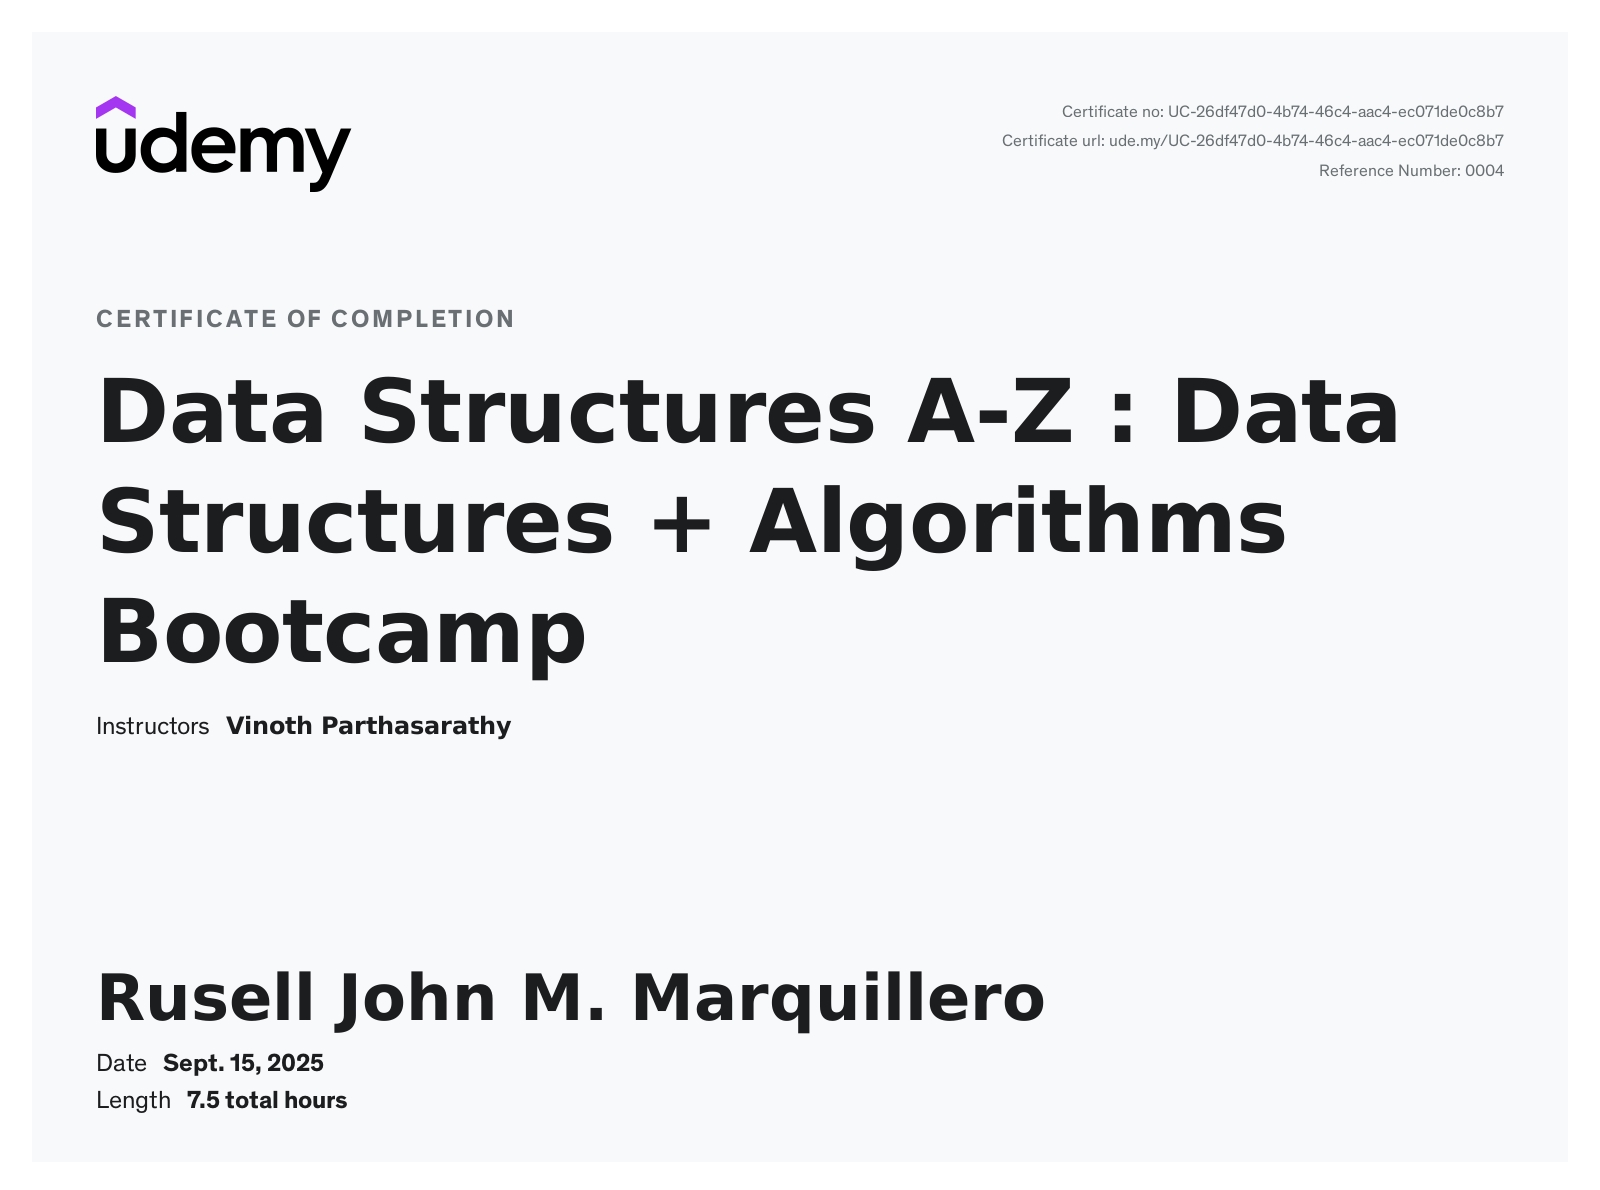 udemy
Certificate no: UC-26df47d0-4b74-46c4-aac4-ec071de0c8b7
Certificate url: ude.my/UC-26df47d0-4b74-46c4-aac4-ec071de0c8b7
Reference Number: 0004
CERTIFICATE OF COMPLETION
Data Structures A-Z : Data
Structures + Algorithms
Bootcamp
Instructors Vinoth Parthasarathy
Rusell John M. Marquillero
Date Sept. 15, 2025
Length 7.5 total hours